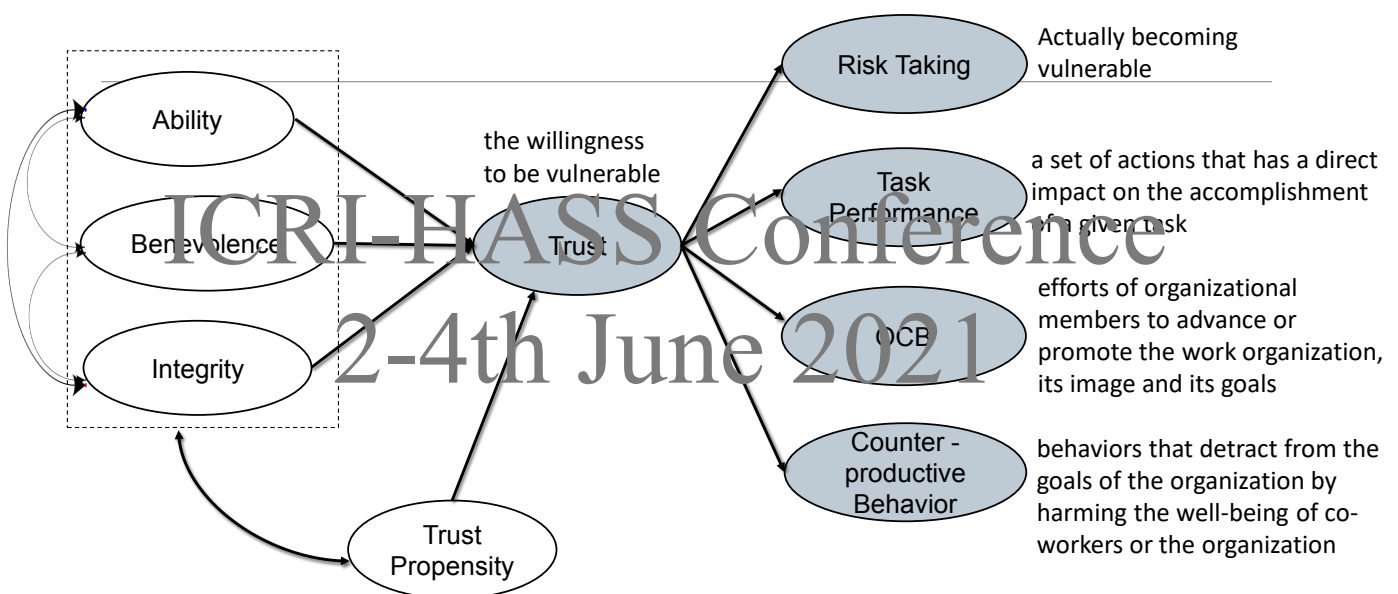 Ability
Benevolence
Integrity
Trust
Propensity
the willingness
to be vulnerable
Trust
Risk Taking
Actually becoming
vulnerable
Task
Performance
a set of actions that has a direct
impact on the accomplishment
of a given task
OCB
efforts of organizational
members to advance or
promote the work organization,
its image and its goals
Counter -
productive
Behavior
behaviors that detract from the
goals of the organization by
harming the well-being of co-
workers or the organization
ICRI-HASS Conference
2-4th June 2021